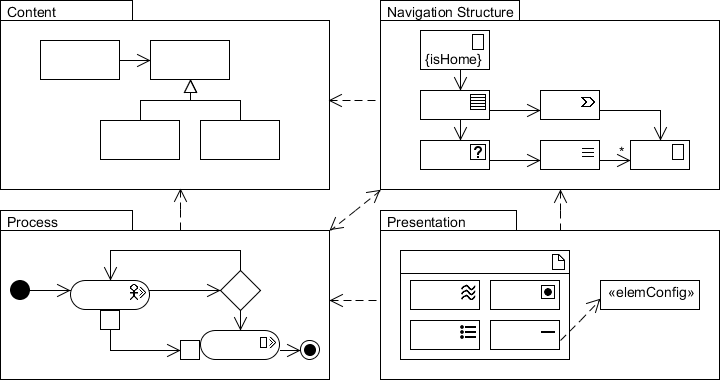 Content
Navigation Structure
{isHome}
?
*
Process
Presentation
«elemConfig»